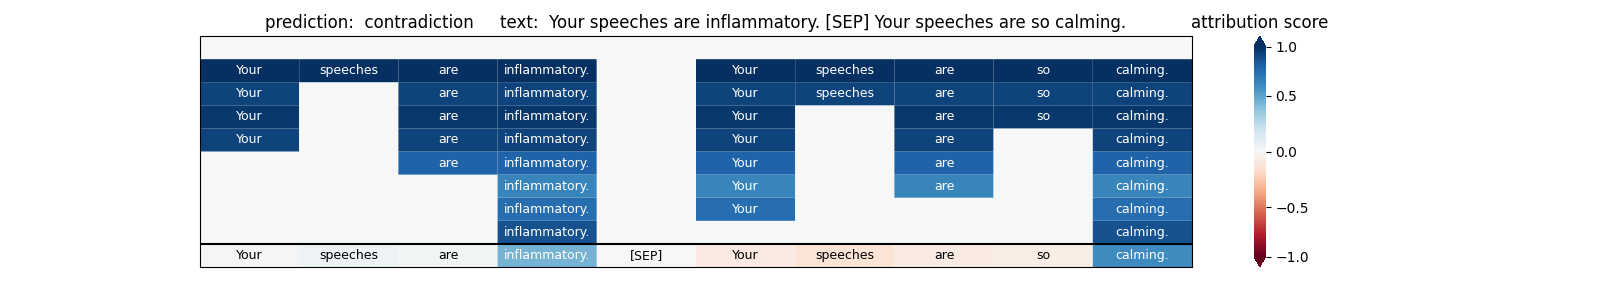 prediction:  contradiction     text:  Your speeches are inflammatory. [SEP] Your speeches are so calming.     attribution score
Your speeches are inflammatory. Your speeches are so calming. 1.0
Your are inflammatory. Your speeches are so calming. 0.5
Your are inflammatory. Your are so calming.
Your are inflammatory. Your are calming. 0.0
are inflammatory. Your are calming.
inflammatory. Your are calming.
inflammatory. Your calming. −0.5
inflammatory. calming.
Your speeches are inflammatory. [SEP] Your speeches are so calming. −1.0